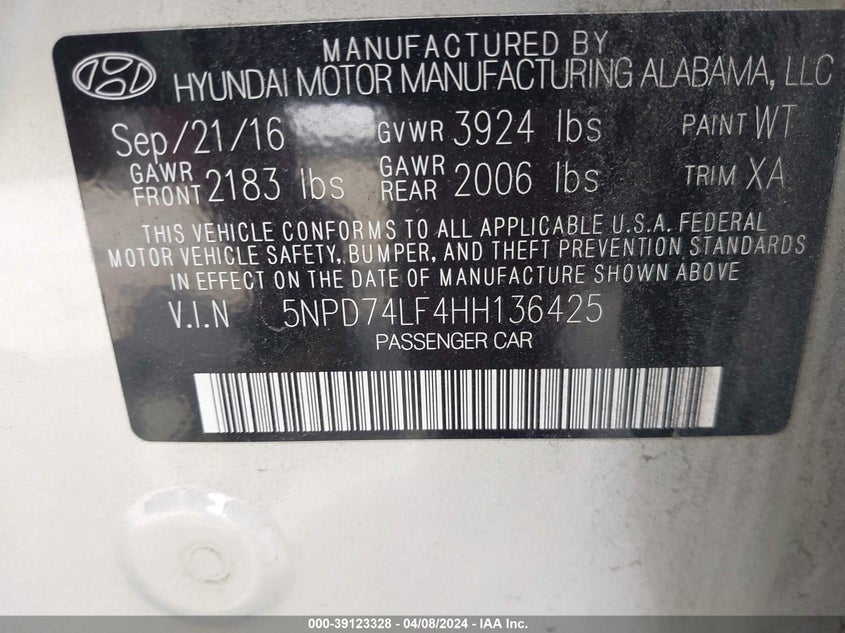 MANUFACTURED BY
HYUNDAI MOTOR MANUFACTURING ALABAMA, LLC
Sep/21/16 GVWR 3924 lbs PAINT WT
GAWR FRONT 2183 lbs GAWR REAR 2006 lbs TRIM XA
THIS VEHICLE CONFORMS TO ALL APPLICABLE U.S.A. FEDERAL
MOTOR VEHICLE SAFETY, BUMPER, AND THEFT PREVENTION STANDARDS
IN EFFECT ON THE DATE OF MANUFACTURE SHOWN ABOVE
V.I.N 5NPD74LF4HH136425
PASSENGER CAR
000-39123328 - 04/08/2024 - IAA Inc.